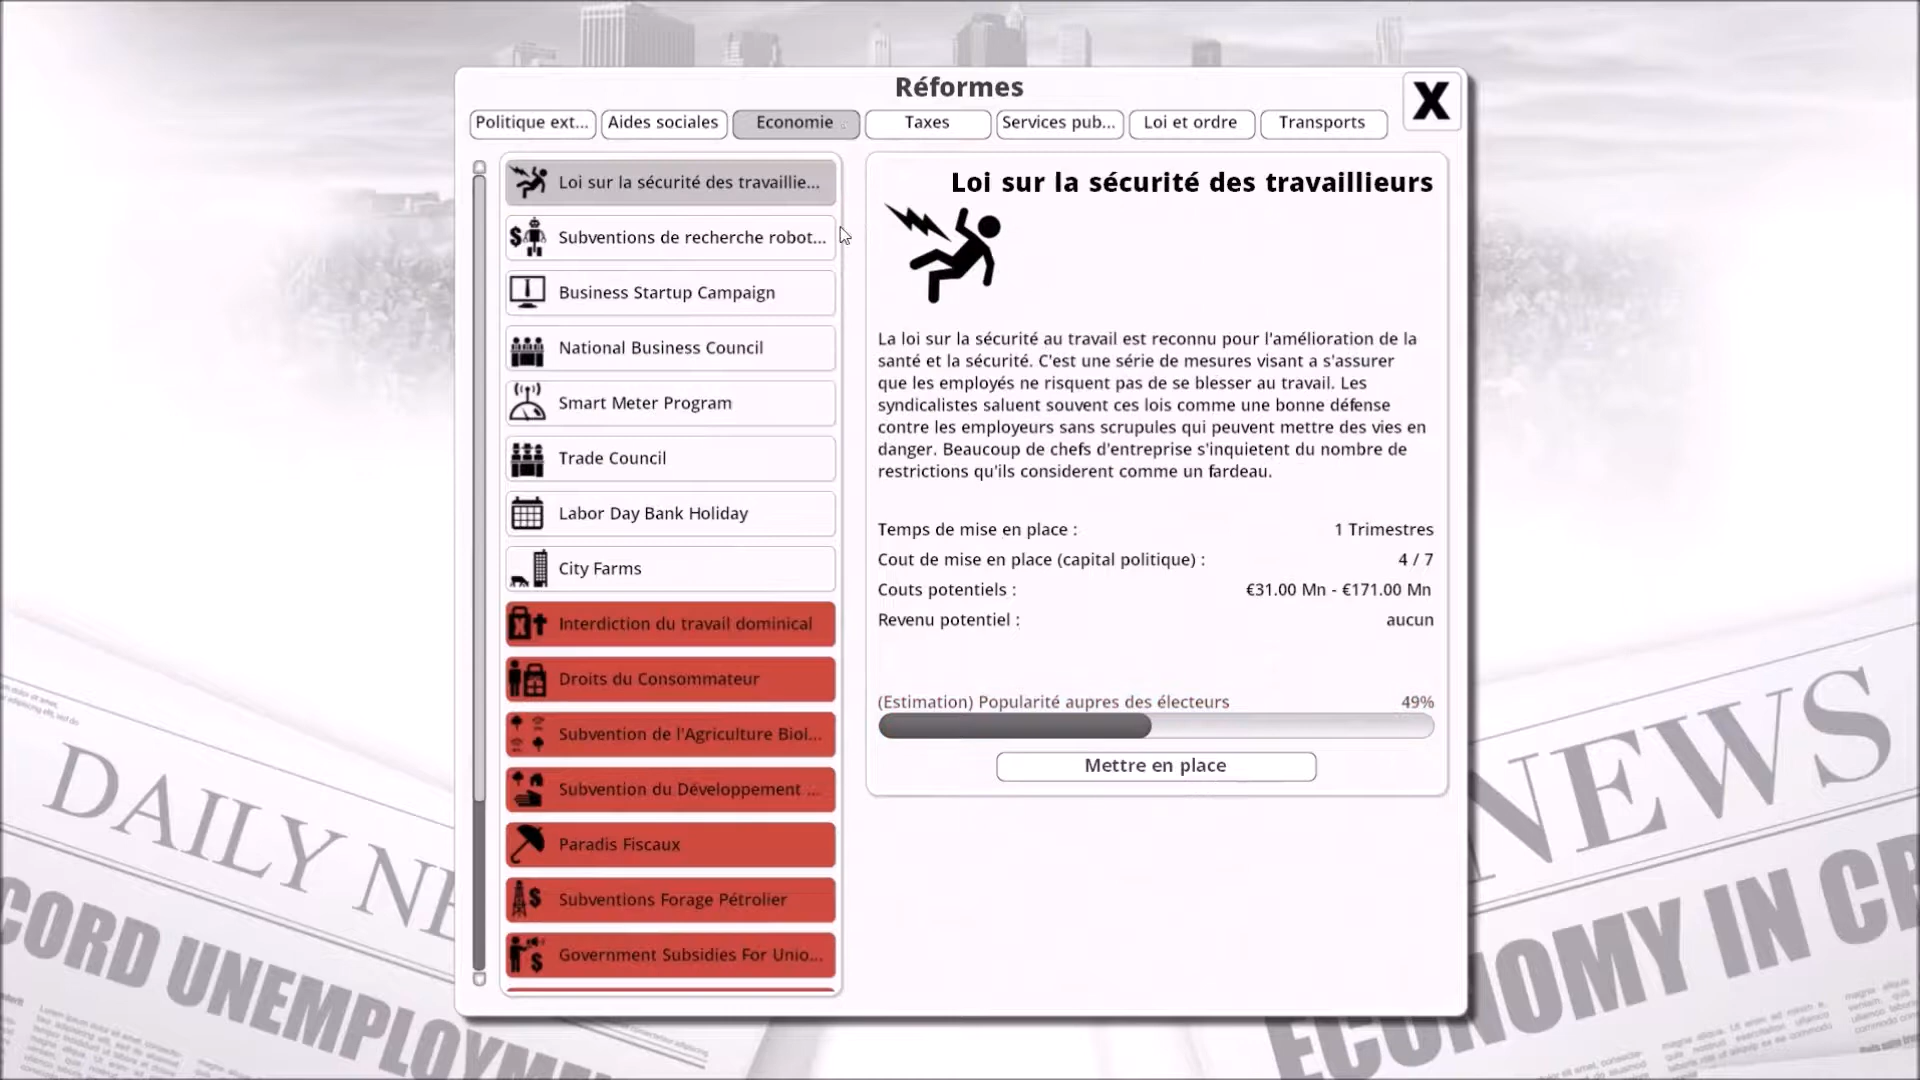 Réformes
X
Politique ext...
Aides sociales
Economie
Taxes
Services pub...
Loi et ordre
Transports
Loi sur la sécurité des travaillie...
Subventions de recherche robot...
Business Startup Campaign
National Business Council
Smart Meter Program
Trade Council
Labor Day Bank Holiday
City Farms
Interdiction du travail dominical
Droits du Consommateur
Subvention de l'Agriculture Biol...
Subvention du Développement ...
Paradis Fiscaux
Subventions Forage Pétrolier
Government Subsidies For Unio...
Loi sur la sécurité des travaillieurs
La loi sur la sécurité au travail est reconnu pour l'amélioration de la
santé et la sécurité. C'est une série de mesures visant a s'assurer
que les employés ne risquent pas de se blesser au travail. Les
syndicalistes saluent souvent ces lois comme une bonne défense
contre les employeurs sans scrupules qui peuvent mettre des vies en
danger. Beaucoup de chefs d'entreprise s'inquietent du nombre de
restrictions qu'ils considerent comme un fardeau.
Temps de mise en place : 1 Trimestres
Cout de mise en place (capital politique) : 4 / 7
Couts potentiels : €31.00 Mn - €171.00 Mn
Revenu potentiel : aucun
(Estimation) Popularité aupres des électeurs 49%
Mettre en place
DAILY NE
CORD UNEMPLOYM
NEWS
ECONOMY IN CR